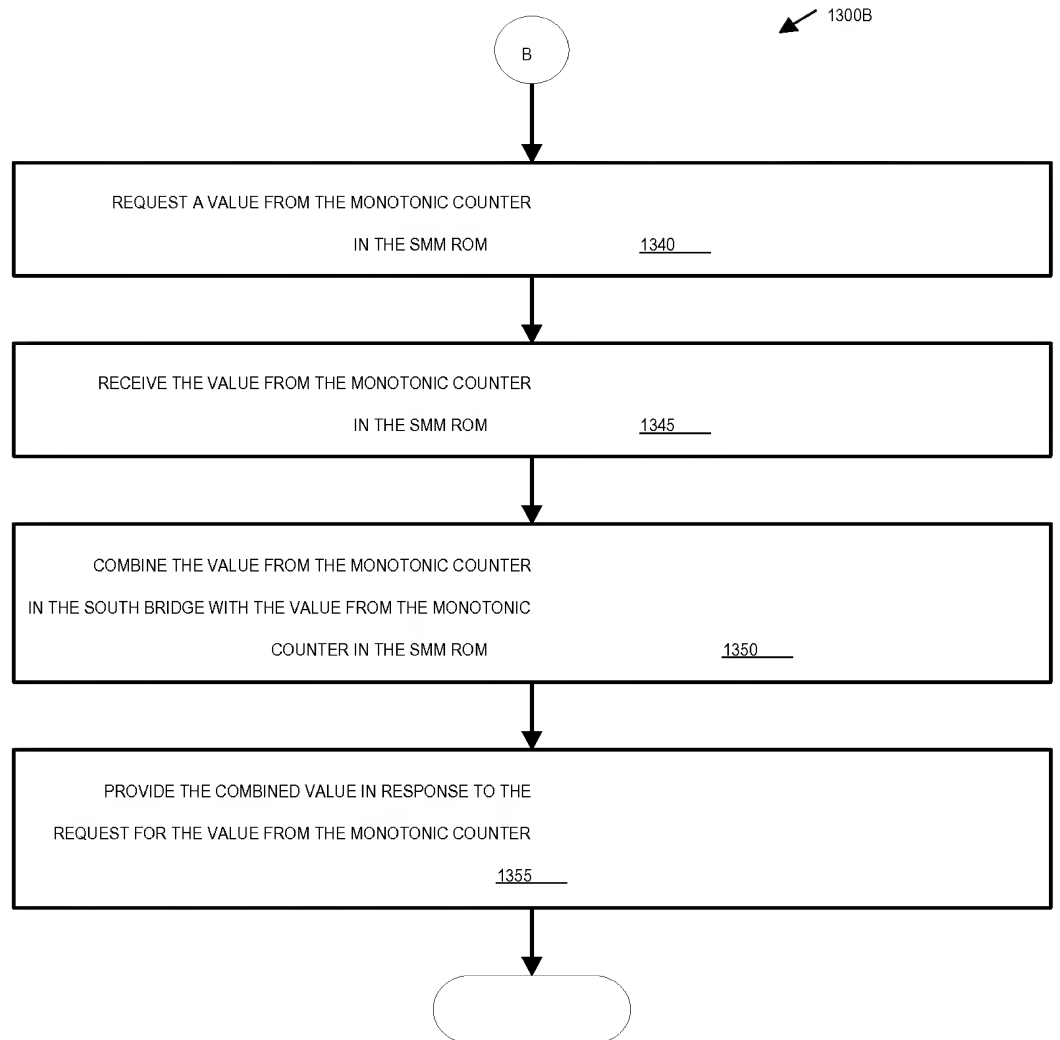 1300B
B
REQUEST A VALUE FROM THE MONOTONIC COUNTER
IN THE SMM ROM 1340
RECEIVE THE VALUE FROM THE MONOTONIC COUNTER
IN THE SMM ROM 1345
COMBINE THE VALUE FROM THE MONOTONIC COUNTER
IN THE SOUTH BRIDGE WITH THE VALUE FROM THE MONOTONIC
COUNTER IN THE SMM ROM 1350
PROVIDE THE COMBINED VALUE IN RESPONSE TO THE
REQUEST FOR THE VALUE FROM THE MONOTONIC COUNTER
1355